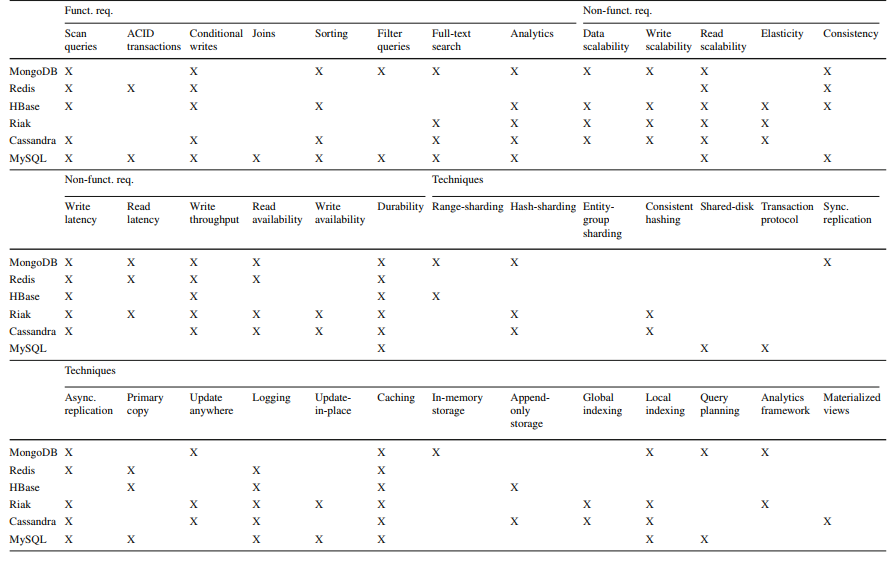 Funct. req. Non-funct. req.
Scan queries ACID transactions Conditional writes Joins Sorting Filter queries Full-text search Analytics Data scalability Write scalability Read scalability Elasticity Consistency
MongoDB X X X X X X X X X X
Redis X X X X X
HBase X X X X X X X X X
Riak X X X X X X
Cassandra X X X X X X X X X
MySQL X X X X X X X X X X
Non-funct. req. Techniques
Write latency Read latency Write throughput Read availability Write availability Durability Range-sharding Hash-sharding Entity-group sharding Consistent hashing Shared-disk Transaction protocol Sync. replication
MongoDB X X X X X X X X
Redis X X X X X
HBase X X X X
Riak X X X X X X X X
Cassandra X X X X X X X
MySQL X X X
Techniques
Async. replication Primary copy Update anywhere Logging Update-in-place Caching In-memory storage Append-only storage Global indexing Local indexing Query planning Analytics framework Materialized views
MongoDB X X X X X X X
Redis X X X X
HBase X X X X
Riak X X X X X X X X
Cassandra X X X X X X X X
MySQL X X X X X X X